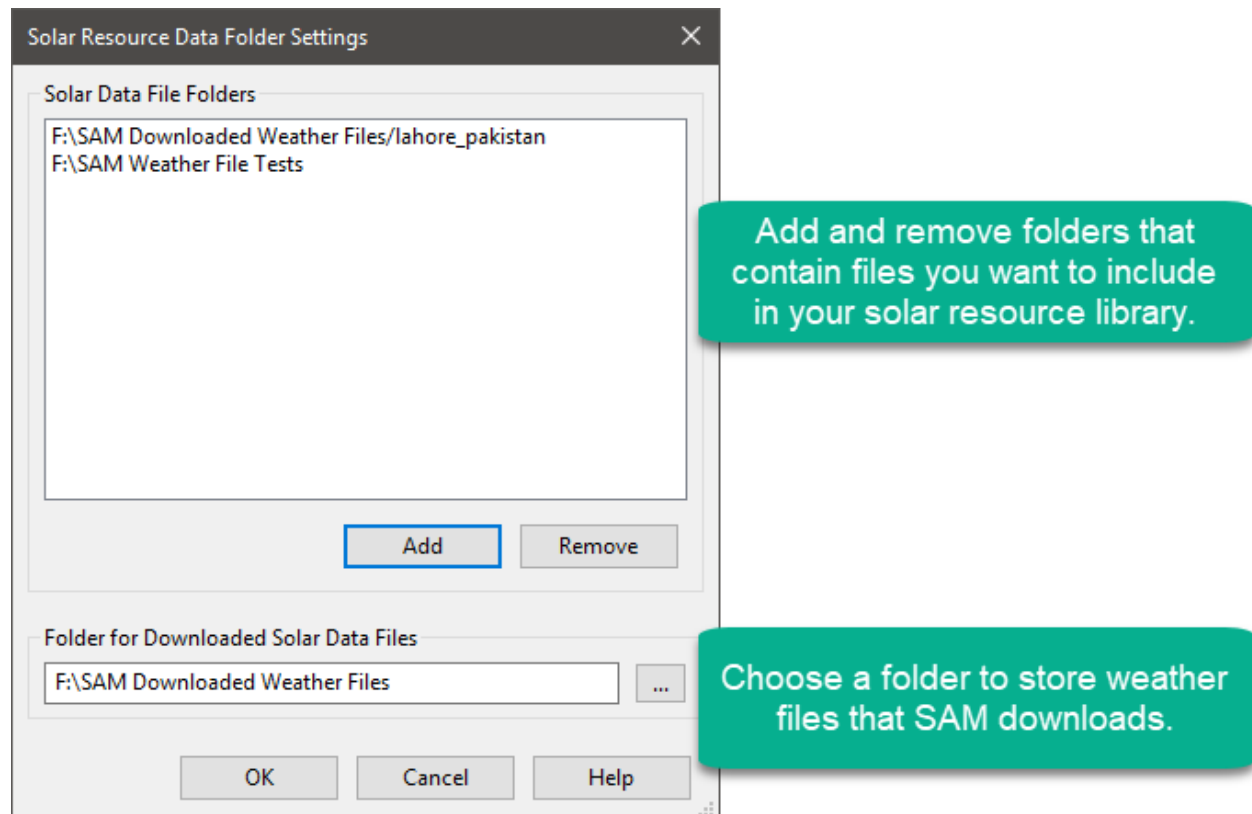 Solar Resource Data Folder Settings
Solar Data File Folders
F:\SAM Downloaded Weather Files/lahore_pakistan
F:\SAM Weather File Tests
Add and remove folders that
contain files you want to include
in your solar resource library.
Add Remove
Folder for Downloaded Solar Data Files
F:\SAM Downloaded Weather Files ...
Choose a folder to store weather
files that SAM downloads.
OK Cancel Help